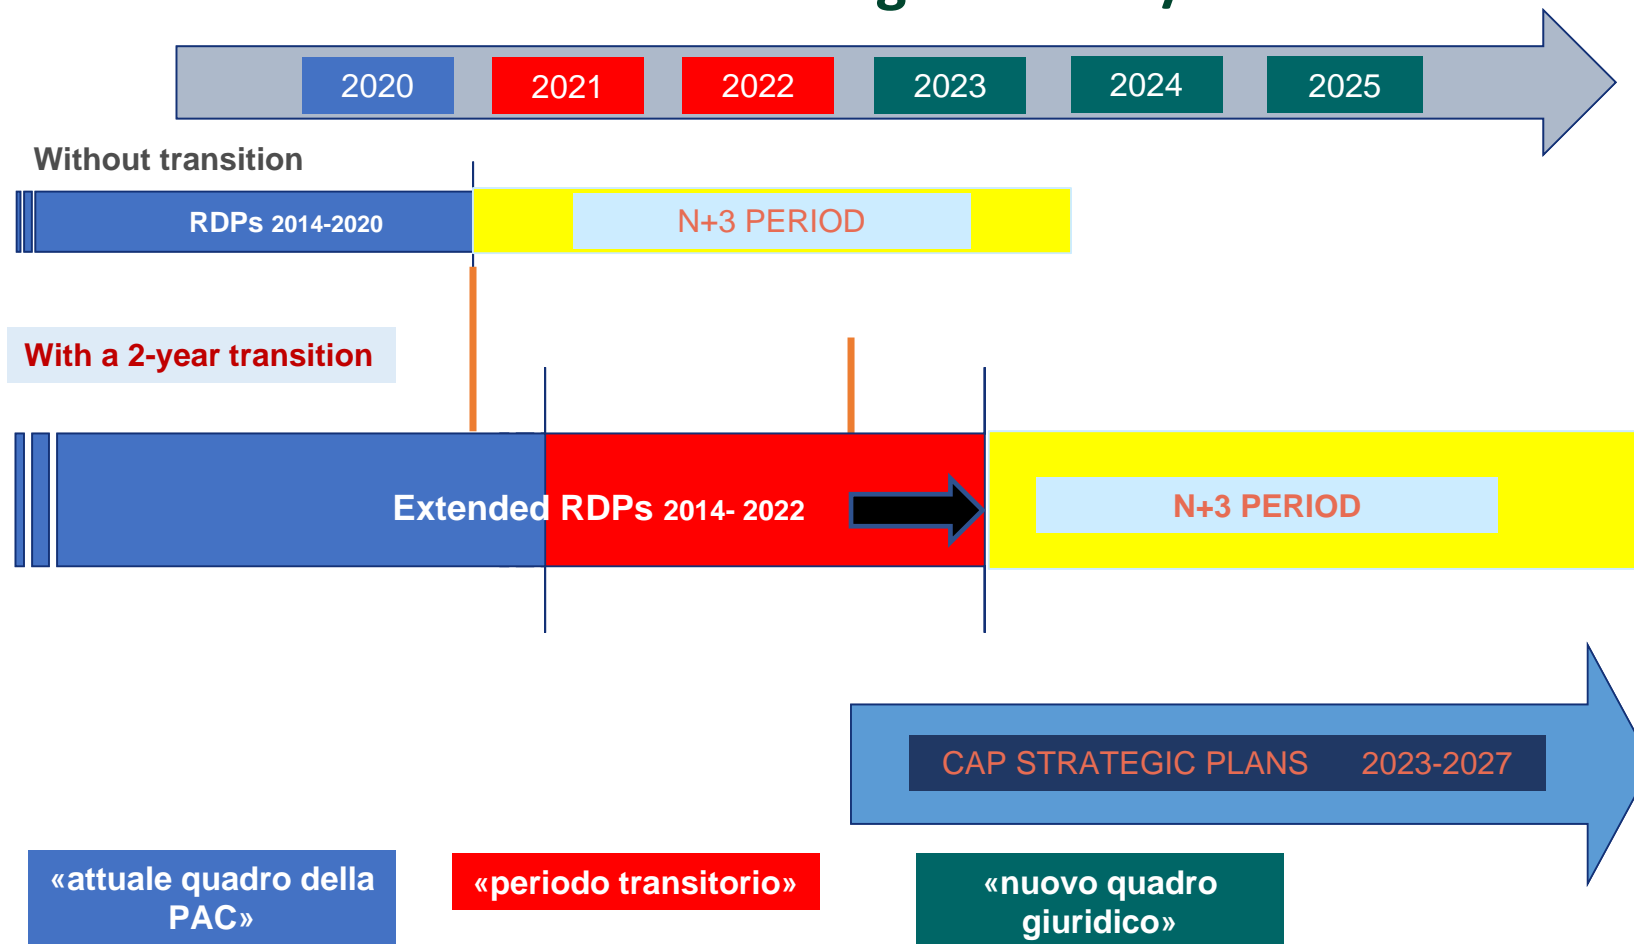 2020 2021 2022 2023 2024 2025
Without transition
RDPs 2014-2020
N+3 PERIOD
With a 2-year transition
Extended RDPs 2014- 2022
N+3 PERIOD
CAP STRATEGIC PLANS 2023-2027
«attuale quadro della
PAC»
«periodo transitorio»
«nuovo quadro
giuridico»